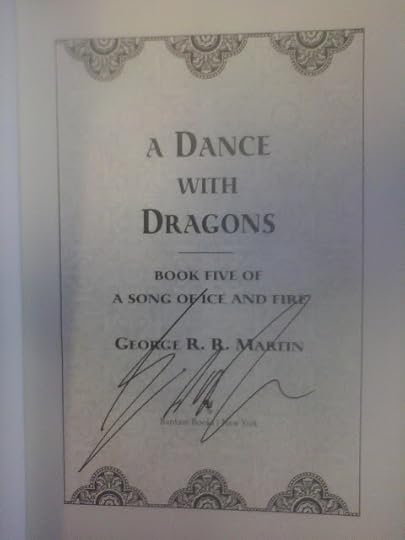 A DANCE
WITH
DRAGONS
BOOK FIVE OF
A SONG OF ICE AND FIRE
GEORGE R. R. MARTIN
Bantam Books | New York